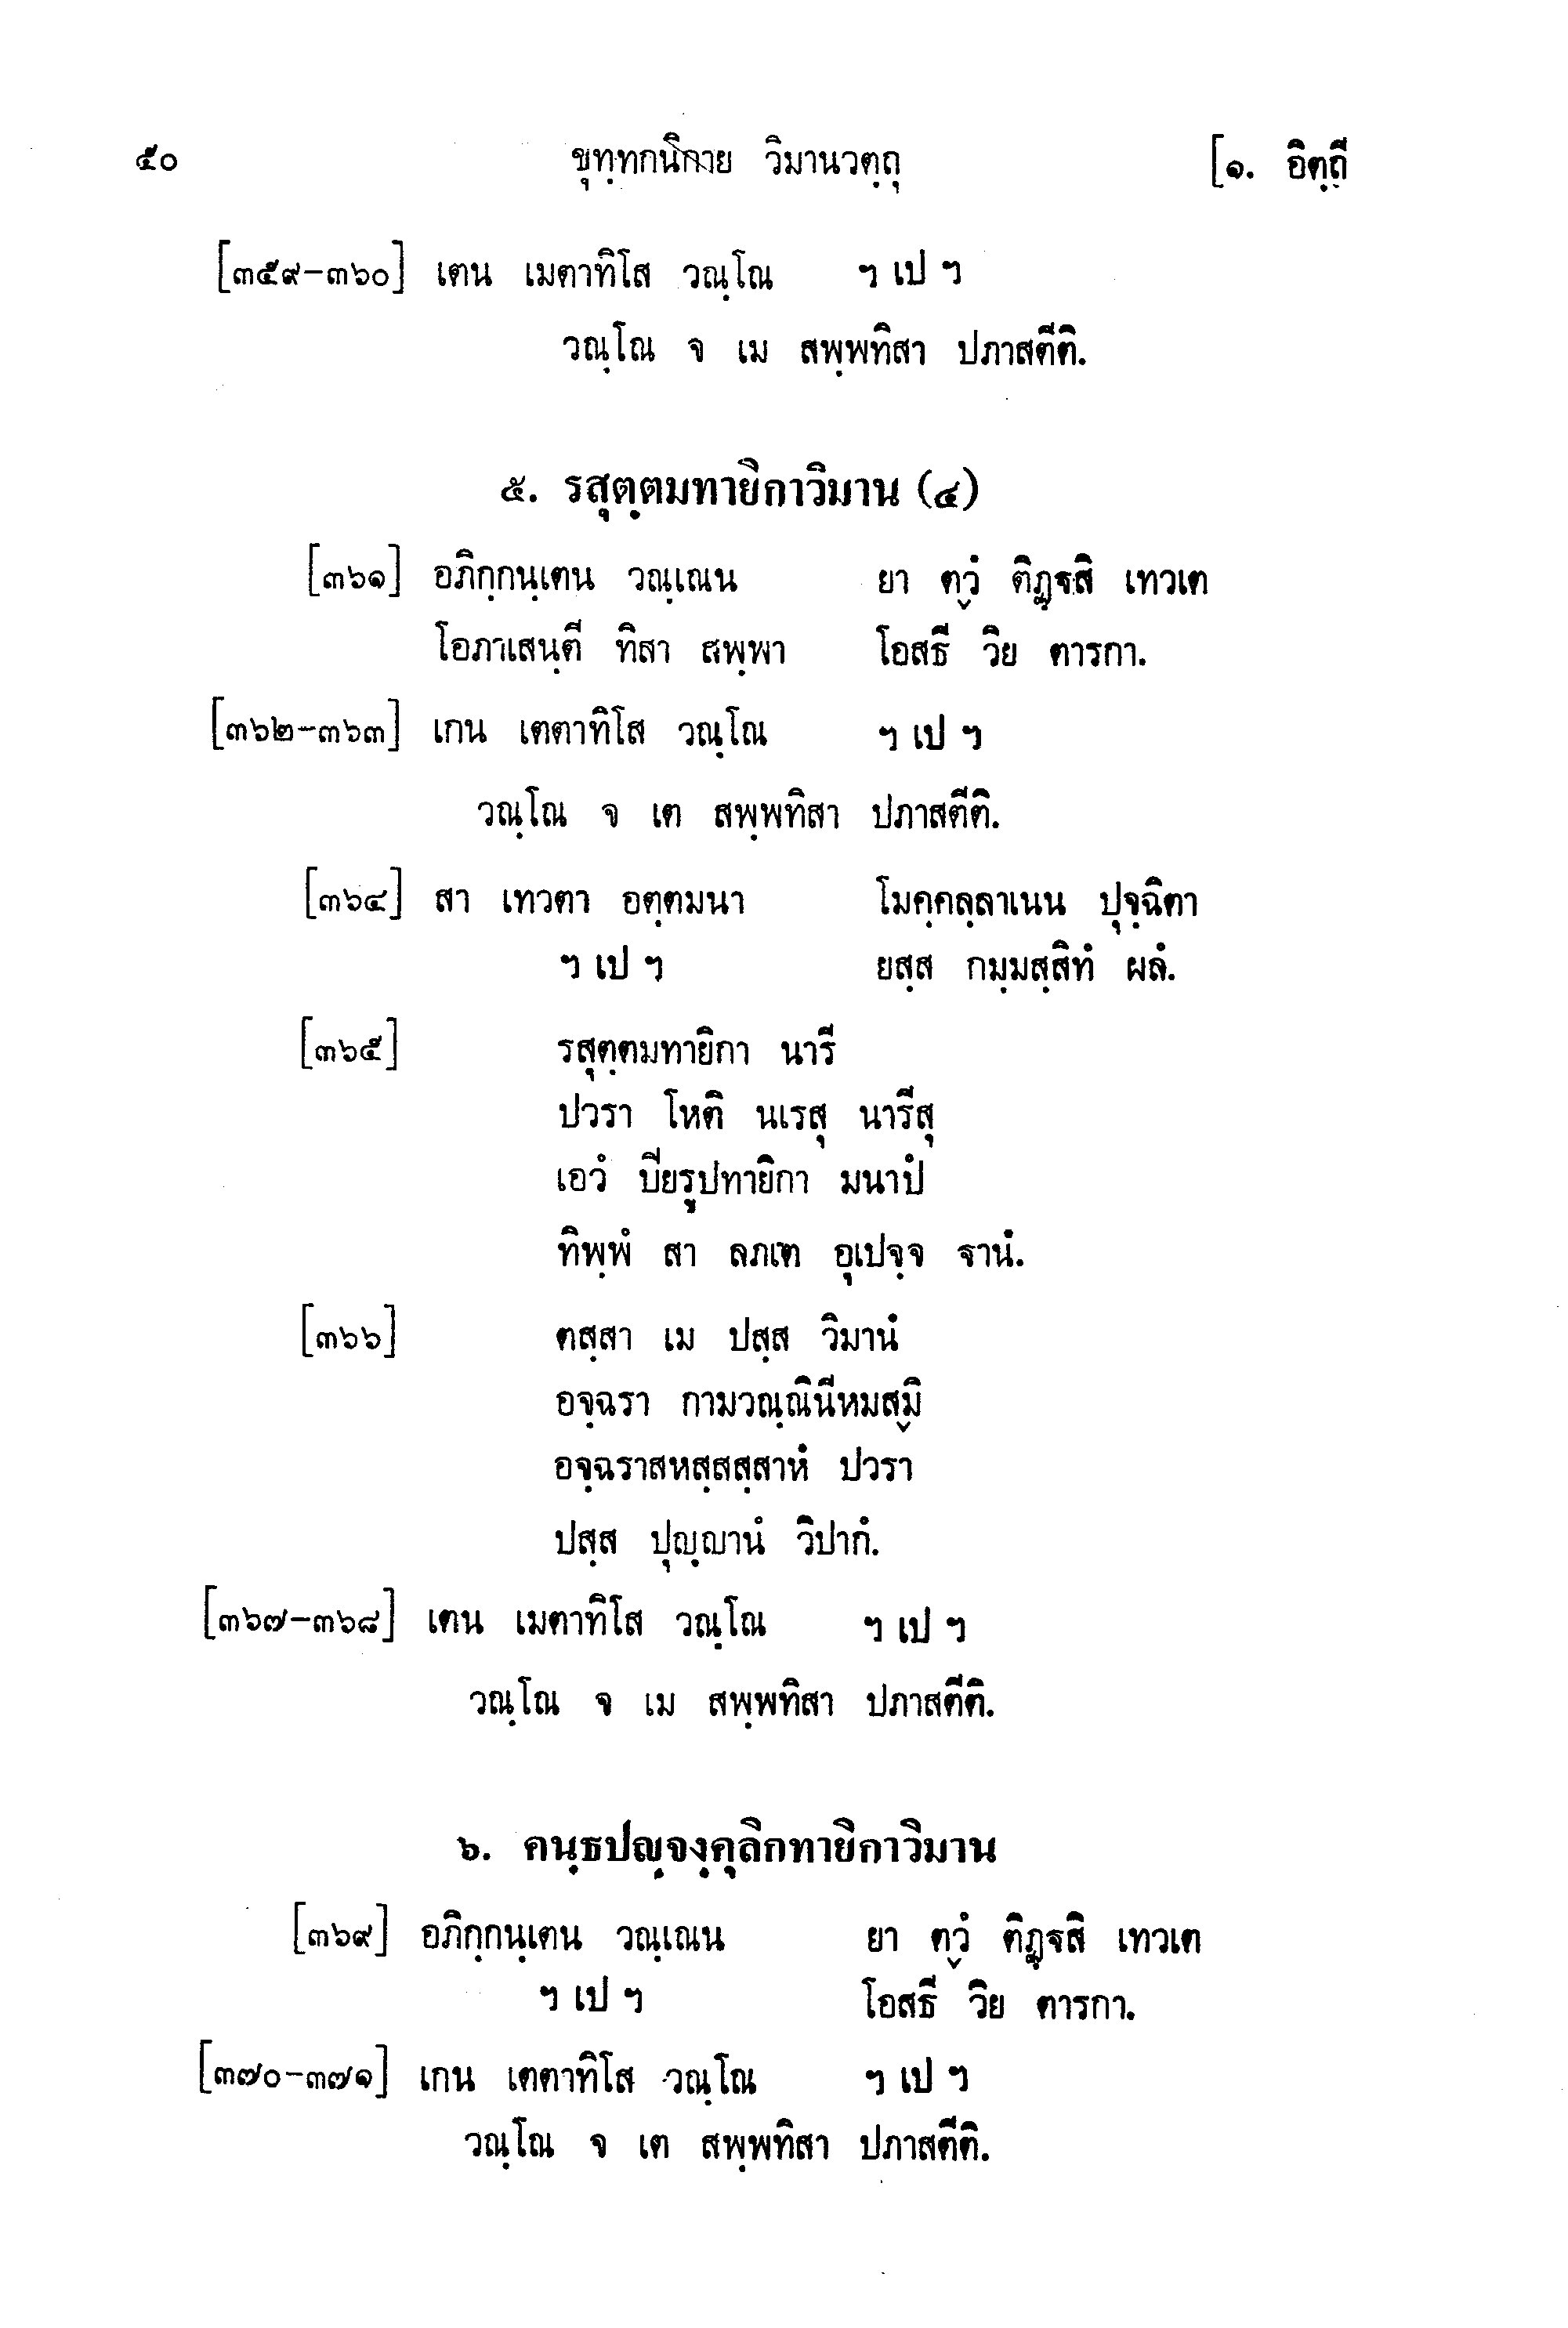 ๕๐ ขุทฺทกนิกาย วิมานวตฺถุ [๑. อิตฺถี
[๓๕๙-๓๖๐] เตน เมตาทิโส วณฺโณ ฯ เป ฯ
วณฺโณ จ เม สพฺพทิสา ปภาสตีติ.
๕. รสุตฺตมทายิกาวิมาน (๔)
[๓๖๑] อภิกฺกนฺเตน วณฺเณน ยา ตฺวํ ติฏฺฐสิ เทวเต
โอภาเสนฺตี ทิสา สพฺพา โอสธี วิย ตารกา.
[๓๖๒-๓๖๓] เกน เตตาทิโส วณฺโณ ฯ เป ฯ
วณฺโณ จ เต สพฺพทิสา ปภาสตีติ.
[๓๖๔] สา เทวตา อตฺตมนา โมคฺคลฺลาเนน ปุจฺฉิตา
ฯ เป ฯ ยสฺส กมฺมสฺสิทํ ผลํ.
[๓๖๕] รสุตฺตมทายิกา นารี
ปวรา โหติ นเรสุ นารีสุ
เอวํ ปิยรูปทายิกา มนาปํ
ทิพฺพํ สา ลภเต อุเปจฺจ ฐานํ.
[๓๖๖] ตสฺสา เม ปสฺส วิมานํ
อจฺฉรา กามวณฺณินีหมสฺมิ
อจฺฉราสหสฺสสฺสาหํ ปวรา
ปสฺส ปุญฺญานํ วิปากํ.
[๓๖๗-๓๖๘] เตน เมตาทิโส วณฺโณ ฯ เป ฯ
วณฺโณ จ เม สพฺพทิสา ปภาสตีติ.
๖. คนฺธปญฺจงฺคุลิกทายิกาวิมาน
[๓๖๙] อภิกฺกนฺเตน วณฺเณน ยา ตฺวํ ติฏฺฐสิ เทวเต
ฯ เป ฯ โอสธี วิย ตารกา.
[๓๗๐-๓๗๑] เกน เตตาทิโส วณฺโณ ฯ เป ฯ
วณฺโณ จ เต สพฺพทิสา ปภาสตีติ.